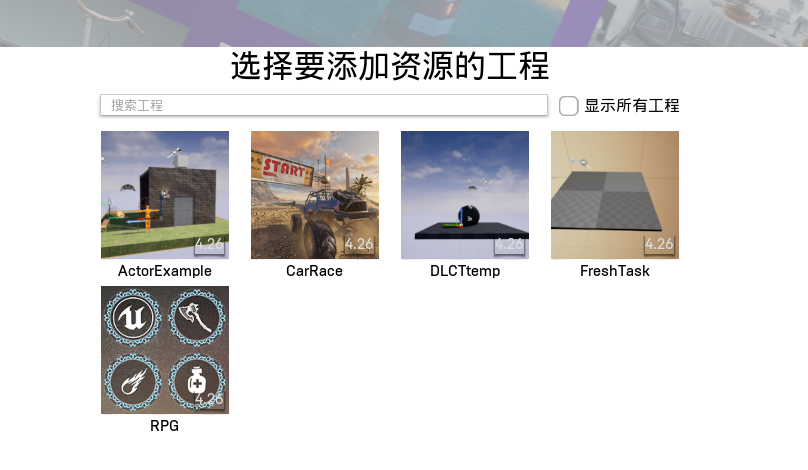 选择要添加资源的工程
搜索工程
显示所有工程
START
4.26
4.26
4.26
4.26
ActorExample
CarRace
DLCTtemp
FreshTask
4.26
RPG